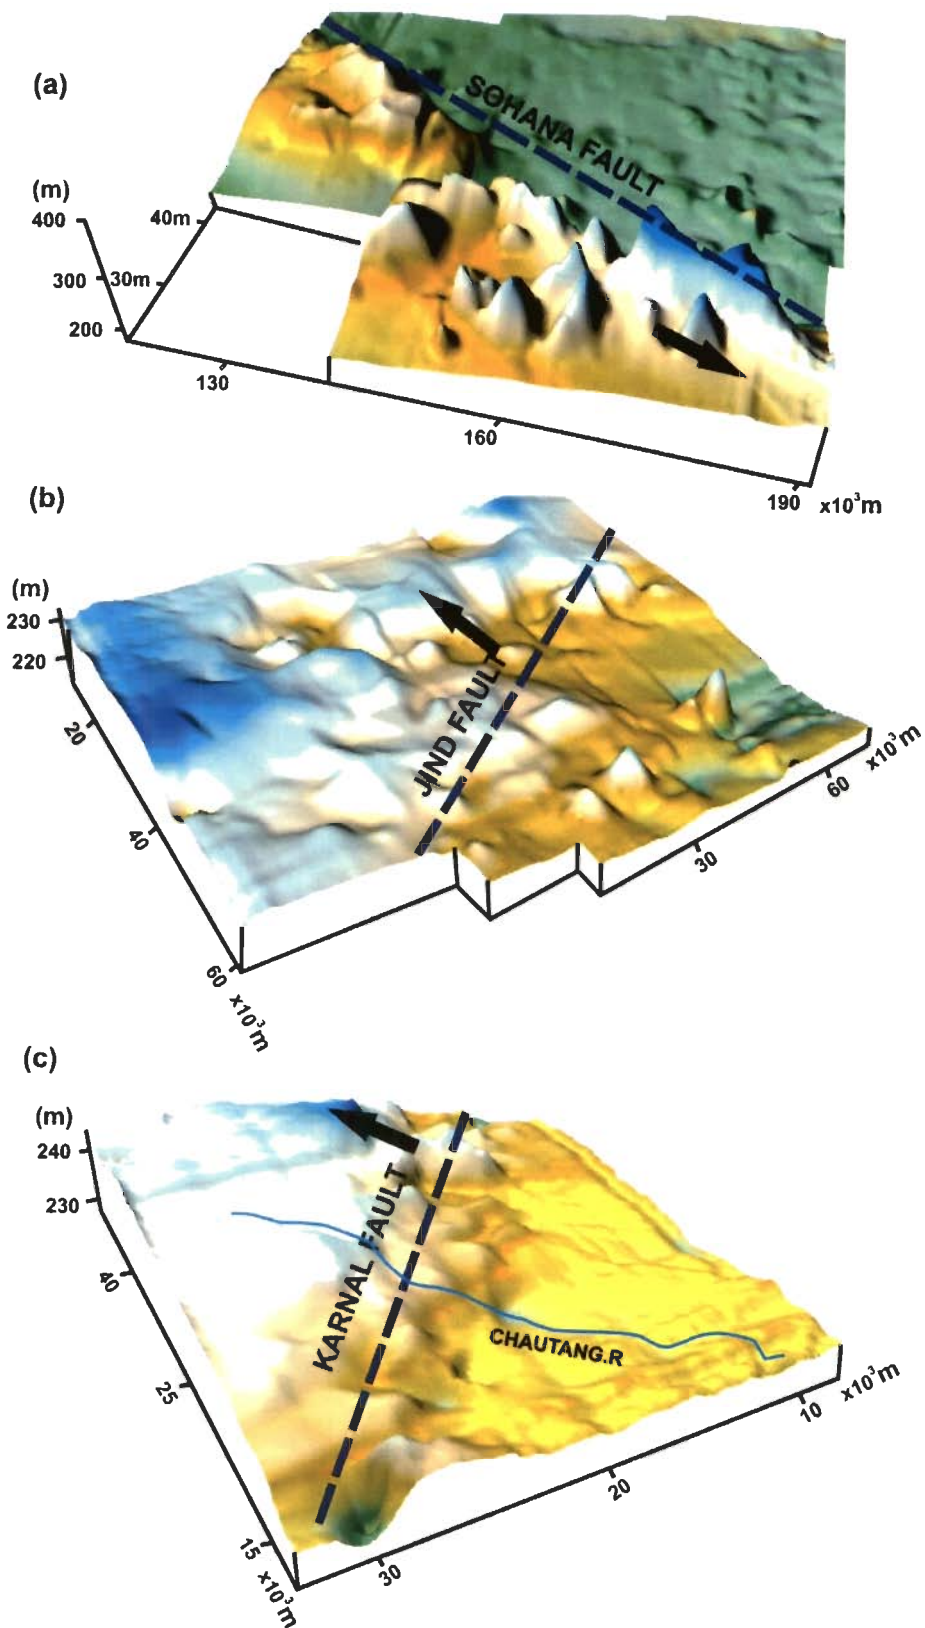 (a)
SOHANA FAULT
(m)
400
300
200
40m
30m
130
160
190 x10³m
(b)
(m)
230
220
20
40
60
x10³m
JIND FAULT
30
60
x10³m
(c)
(m)
240
230
40
25
15
x10³m
KARNAL FAULT
CHAUTANG.R
30
20
10
x10³m